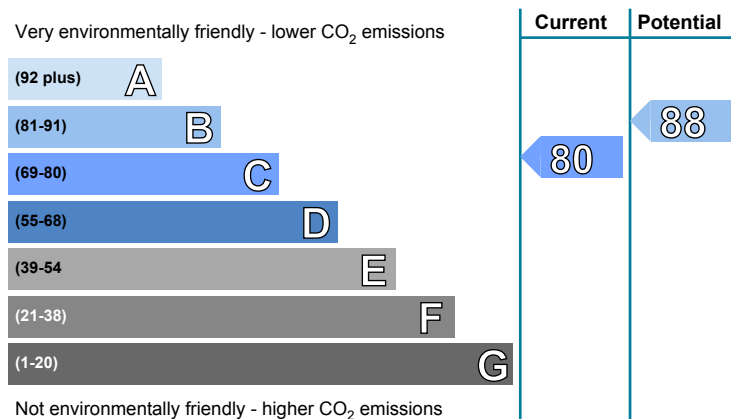 Very environmentally friendly - lower CO2 emissions
Current
Potential
(92 plus) A
(81-91) B
(69-80) C
(55-68) D
(39-54 E
(21-38) F
(1-20) G
80
88
Not environmentally friendly - higher CO2 emissions